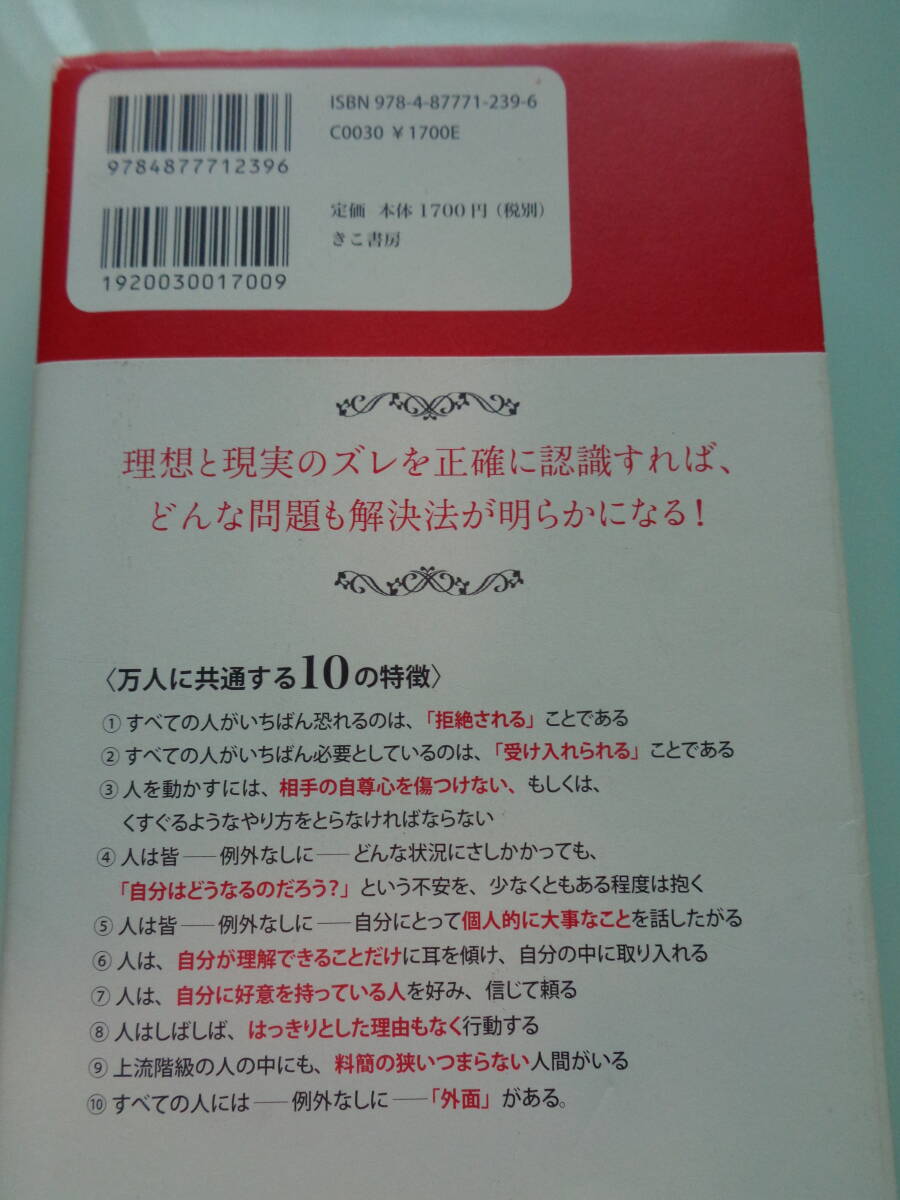 ISBN 978-4-87771-239-6
C0030 ¥1700E
9784877712396
定価 本体1700円（税別）
きこ書房
1920030017009
理想と現実のズレを正確に認識すれば、
どんな問題も解決法が明らかになる！
〈万人に共通する10の特徴〉
①すべての人がいちばん恐れるのは、「拒絶される」ことである
②すべての人がいちばん必要としているのは、「受け入れられる」ことである
③人を動かすには、相手の自尊心を傷つけない、もしくは、
くすぐるようなやり方をとらなければならない
④人は皆──例外なしに──どんな状況にさしかかっても、
「自分はどうなるのだろう？」という不安を、少なくともある程度は抱く
⑤人は皆──例外なしに──自分にとって個人的に大事なことを話したがる
⑥人は、自分が理解できることだけに耳を傾け、自分の中に取り入れる
⑦人は、自分に好意を持っている人を好み、信じて頼る
⑧人はしばしば、はっきりとした理由もなく行動する
⑨上流階級の人の中にも、料簡の狭いつまらない人間がいる
⑩すべての人には──例外なしに──「外面」がある。